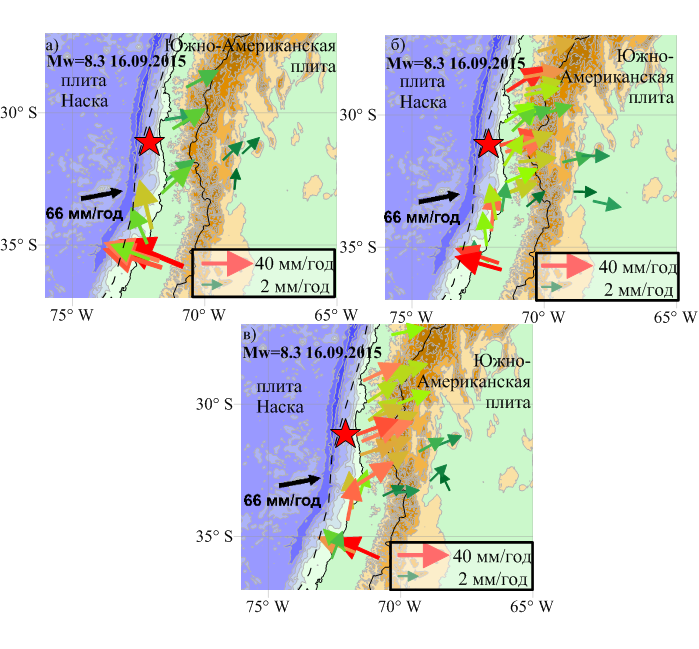 а)
Южно-Американская
плита
Mw=8.3 16.09.2015
плита
Наска
30° S
66 мм/год
35° S
40 мм/год
2 мм/год
75° W
70° W
65° W
б)
Южно-
Американская
плита
Mw=8.3 16.09.2015
плита
Наска
30° S
66 мм/год
35° S
40 мм/год
2 мм/год
75° W
70° W
65° W
в)
Mw=8.3 16.09.2015
Южно-
Американская
плита
плита
Наска
30° S
66 мм/год
35° S
40 мм/год
2 мм/год
75° W
70° W
65° W